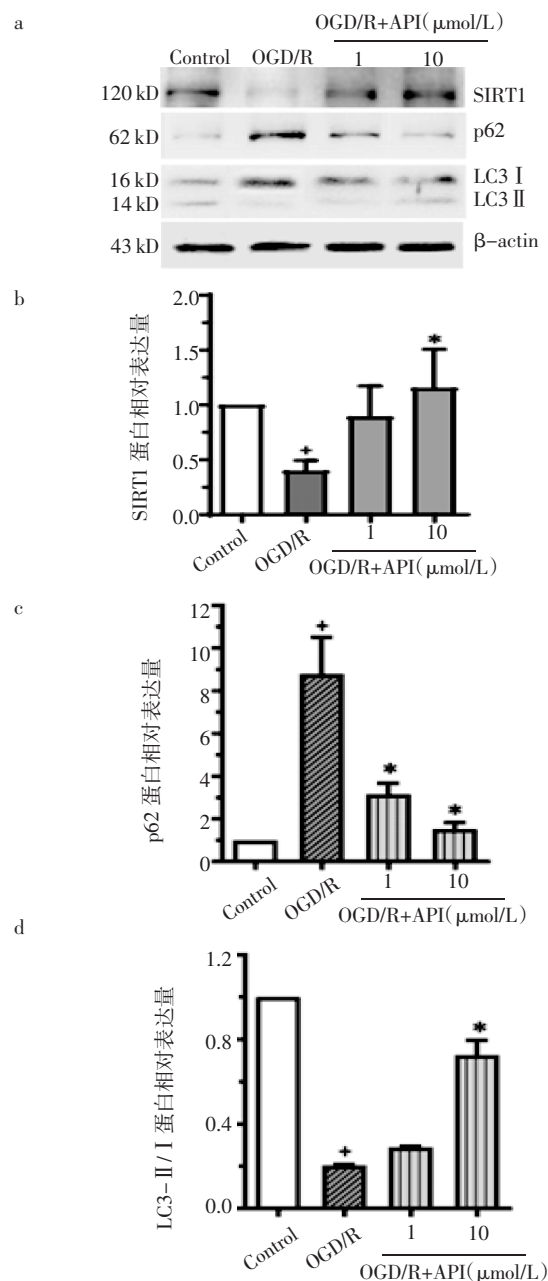 a
OGD/R+API(μmol/L)
Control OGD/R 1 10
120 kD SIRT1
62 kD p62
16 kD LC3 Ⅰ
14 kD LC3 Ⅱ
43 kD β-actin
b
SIRT1 蛋白相对表达量
2.0
1.5
1.0
0.5
0.0
+
*
Control OGD/R 1 10
OGD/R+API(μmol/L)
c
p62 蛋白相对表达量
12
10
8
6
4
2
0
+
*
*
Control OGD/R 1 10
OGD/R+API(μmol/L)
d
LC3-Ⅱ/Ⅰ蛋白相对表达量
1.2
0.8
0.4
0.0
+
*
Control OGD/R 1 10
OGD/R+API(μmol/L)